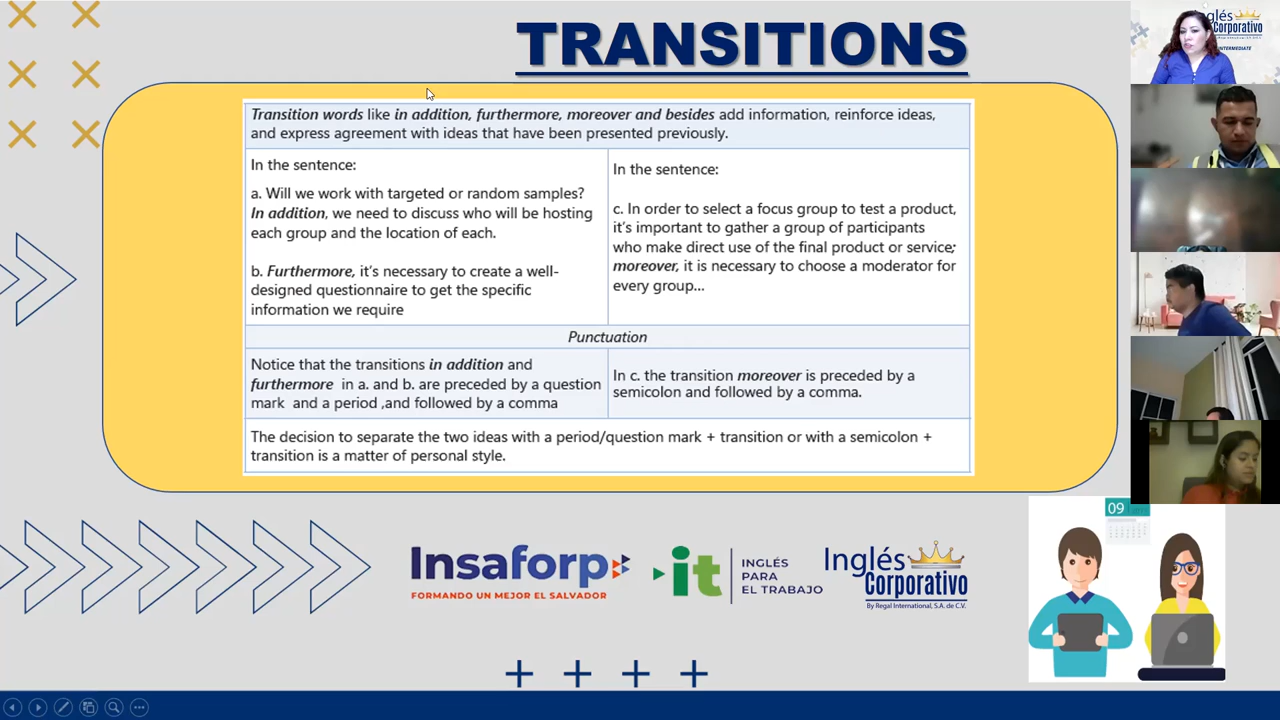 TRANSITIONS
Transition words like in addition, furthermore, moreover and besides add information, reinforce ideas,
and express agreement with ideas that have been presented previously.
In the sentence:
a. Will we work with targeted or random samples?
In addition, we need to discuss who will be hosting
each group and the location of each.
b. Furthermore, it's necessary to create a well-
designed questionnaire to get the specific
information we require
In the sentence:
c. In order to select a focus group to test a product,
it's important to gather a group of participants
who make direct use of the final product or service;
moreover, it is necessary to choose a moderator for
every group...
Punctuation
Notice that the transitions in addition and
furthermore in a. and b. are preceded by a question
mark and a period ,and followed by a comma
In c. the transition moreover is preceded by a
semicolon and followed by a comma.
The decision to separate the two ideas with a period/question mark + transition or with a semicolon +
transition is a matter of personal style.
Insaforp
FORMANDO UN MEJOR EL SALVADOR
it
INGLÉS
PARA
EL TRABAJO
Inglés
Corporativo
By Regal International, S.A. de C.V.
09
Inglés
Corporativo
INTERMEDIATE